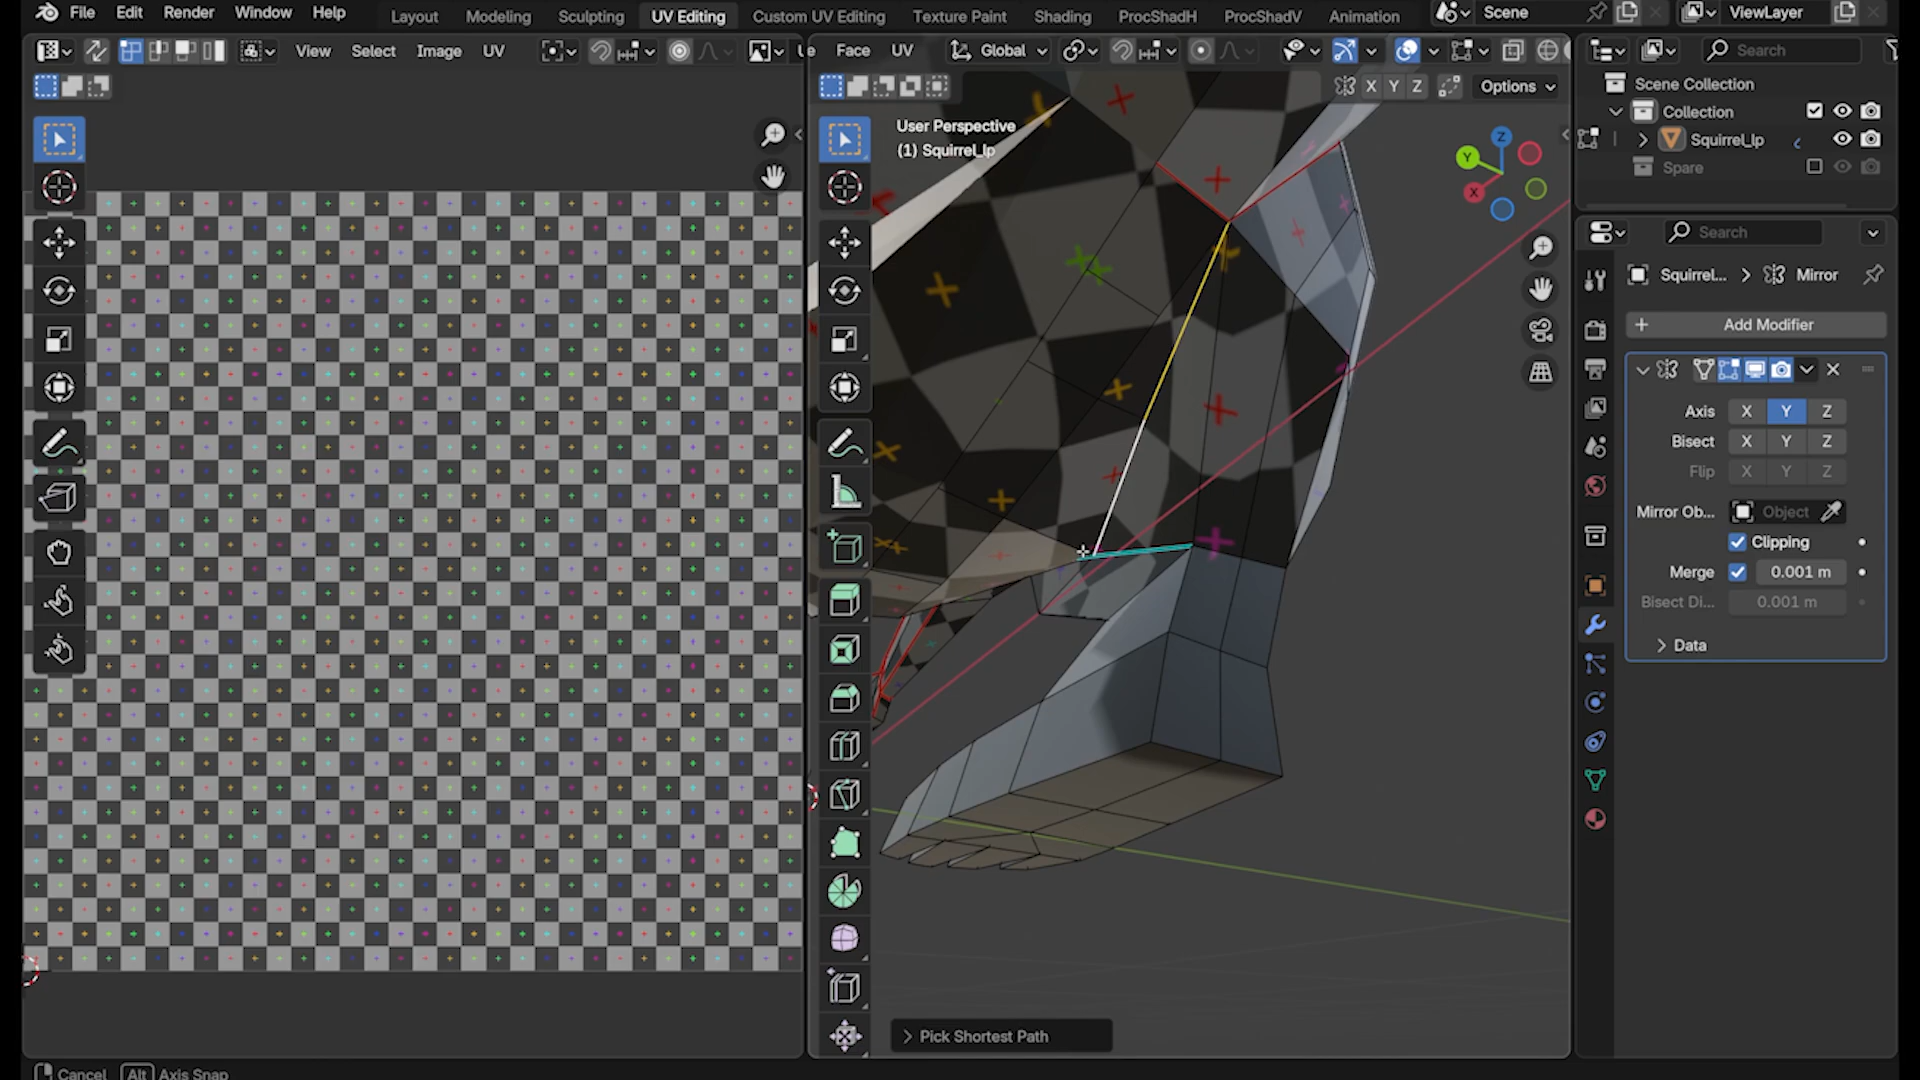 File Edit Render Window Help
Layout Modeling Sculpting UV Editing Custom UV Editing Texture Paint Shading ProcShadH ProcShadV Animation
Scene
ViewLayer
View Select Image UV
Face UV
Global
Search
X Y Z
Options
User Perspective
(1) Squirrel_lp
Z
Y
X
Scene Collection
Collection
Squirrel_lp
Spare
Search
Squirrel... > Mirror
Add Modifier
Axis X Y Z
Bisect X Y Z
Flip X Y Z
Mirror Ob... Object
Clipping
Merge 0.001 m
Bisect Di... 0.001 m
Data
Pick Shortest Path
Cancel Alt Axis Snap